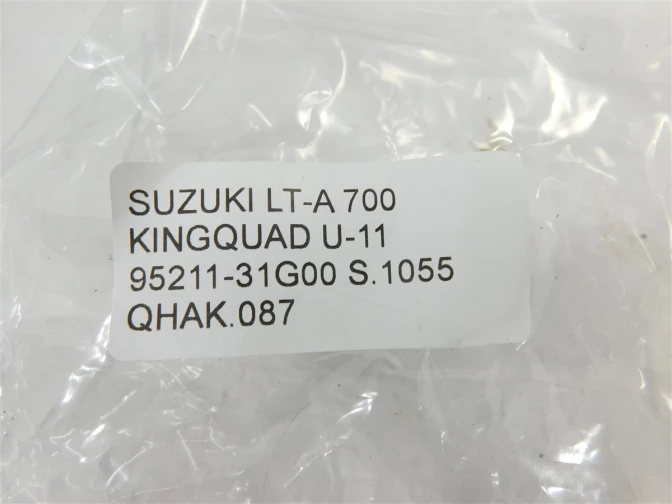 SUZUKI LT-A 700
KINGQUAD U-11
95211-31G00 S.1055
QHAK.087